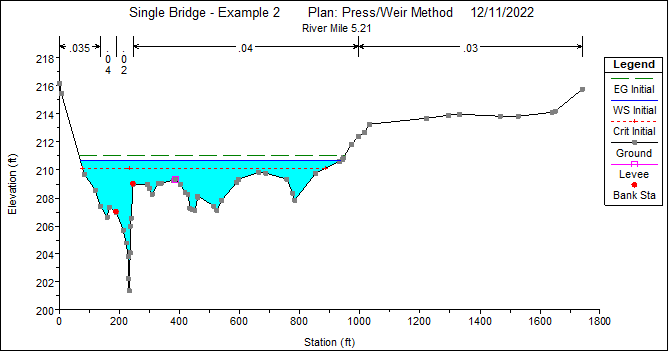 Single Bridge - Example 2 Plan: Press/Weir Method 12/11/2022
River Mile 5.21
.035
.04
.02
.04
.03
Legend
EG Initial
WS Initial
Crit Initial
Ground
Levee
Bank Sta
Elevation (ft)
218
216
214
212
210
208
206
204
202
200
0 200 400 600 800 1000 1200 1400 1600 1800
Station (ft)